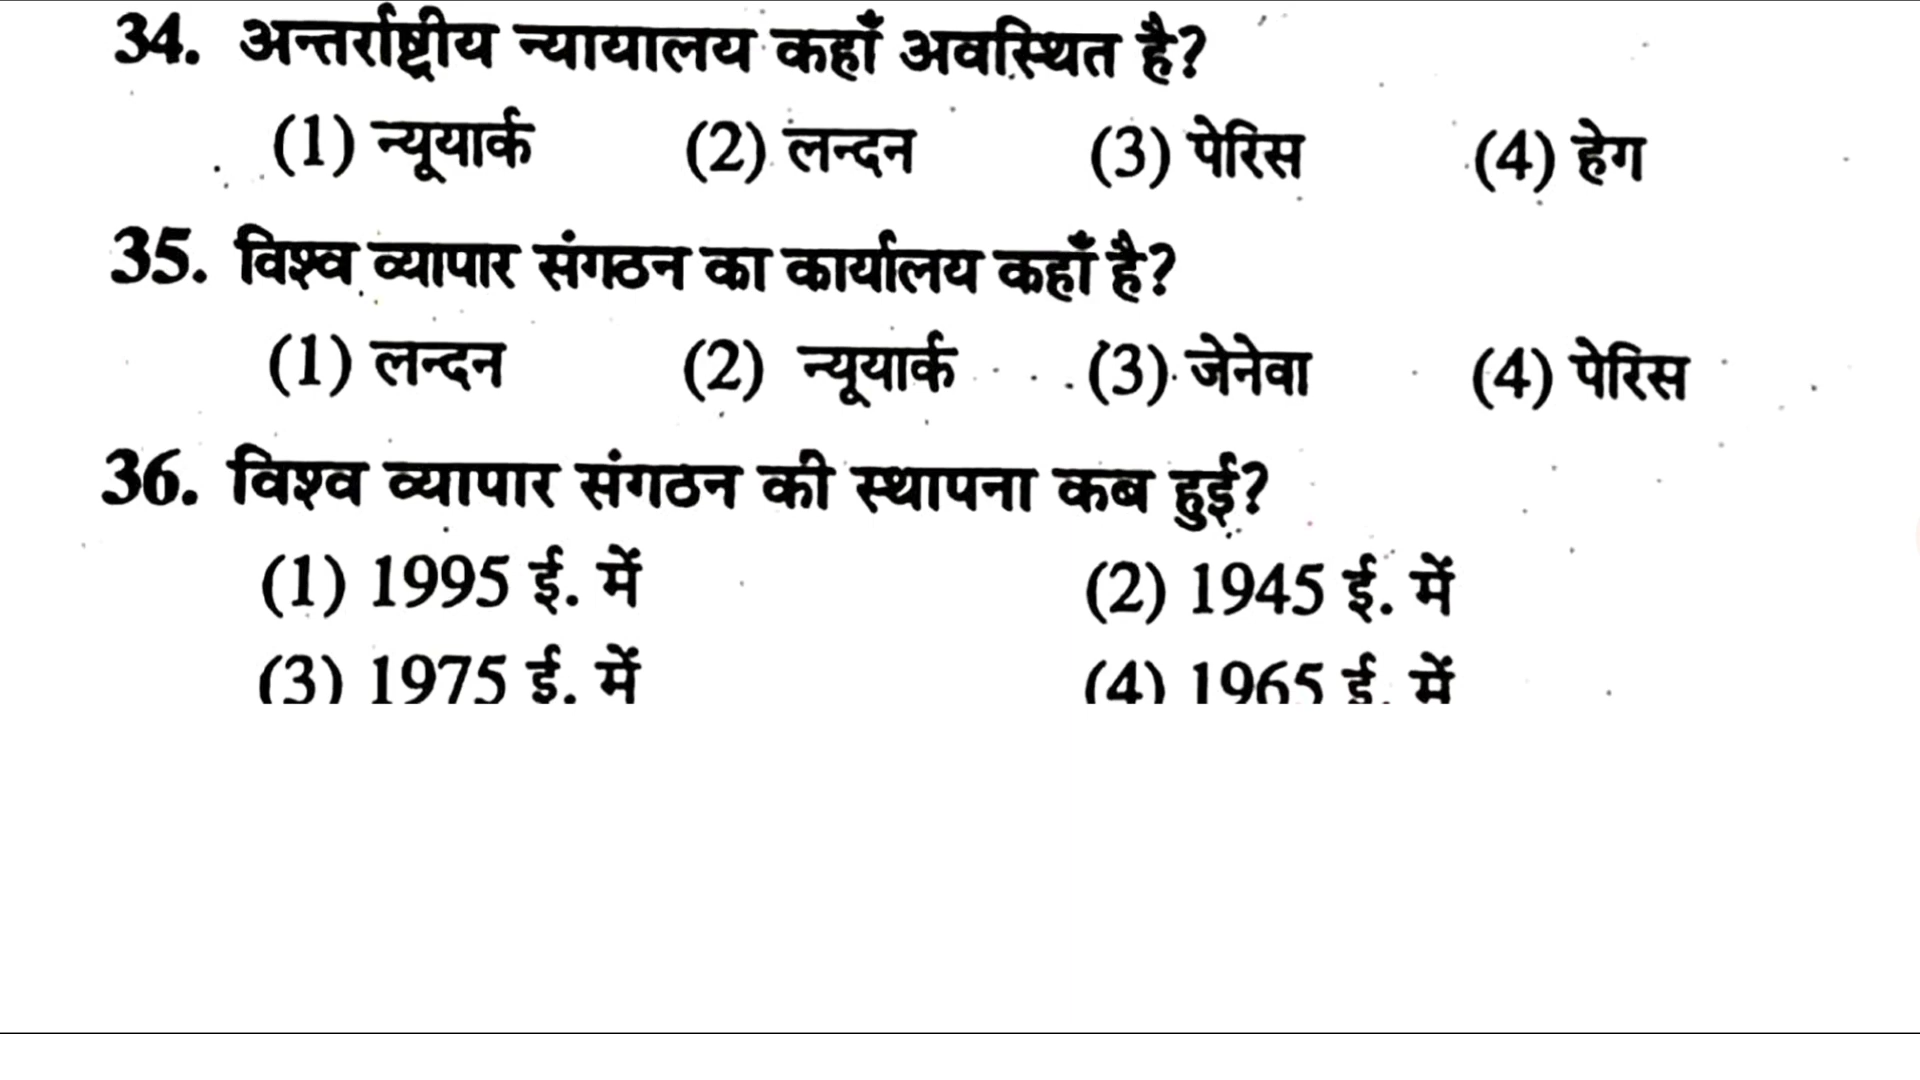 34. अन्तर्राष्ट्रीय न्यायालय कहाँ अवस्थित है?
(1) न्यूयार्क (2) लन्दन (3) पेरिस (4) हेग
35. विश्व व्यापार संगठन का कार्यालय कहाँ है?
(1) लन्दन (2) न्यूयार्क (3) जेनेवा (4) पेरिस
36. विश्व व्यापार संगठन की स्थापना कब हुई?
(1) 1995 ई. में (2) 1945 ई. में
(3) 1975 ई. में (4) 1965 ई. में